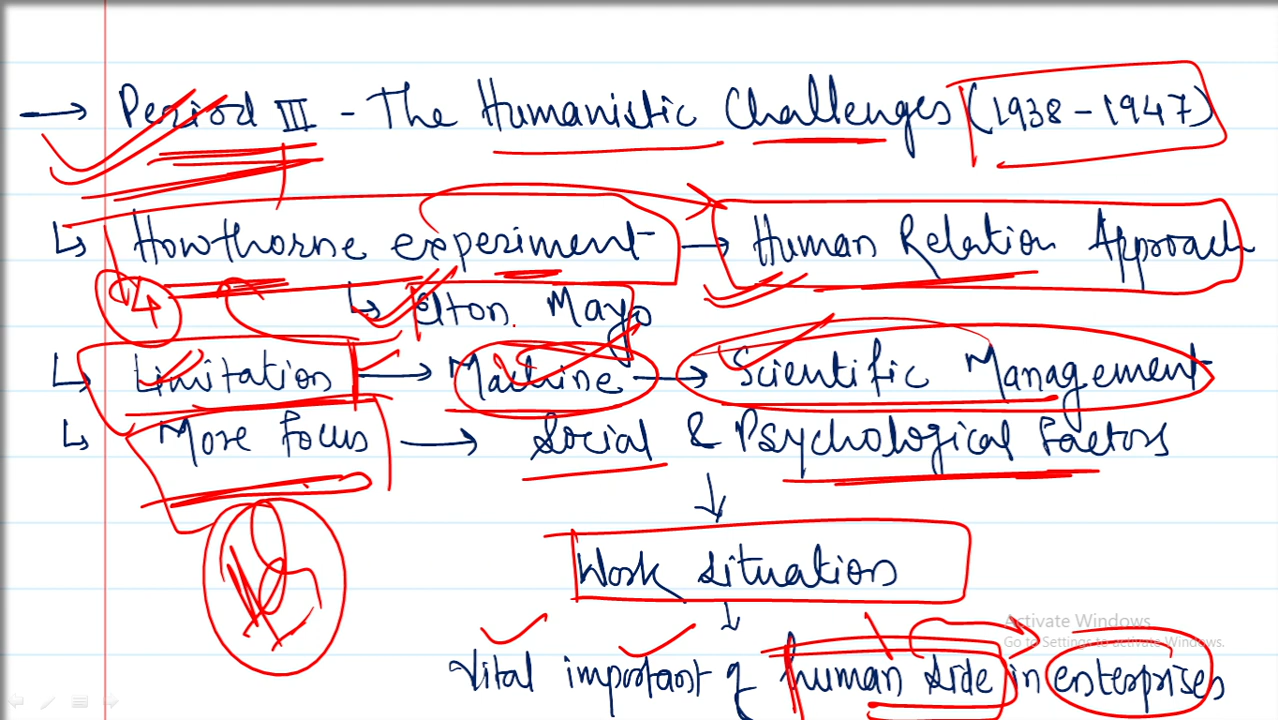 → Period III - The Humanistic Challenges (1938-1947)
↳ Howthorne experiment → Human Relation Approach
4
↳ Elton Mayo
↳ Limitation → Machine → Scientific Management
↳ More focus → Social & Psychological factors
↓
Work situation
↓
Activate Windows
Go to Settings to activate Windows.
Vital important of human side in enterprises